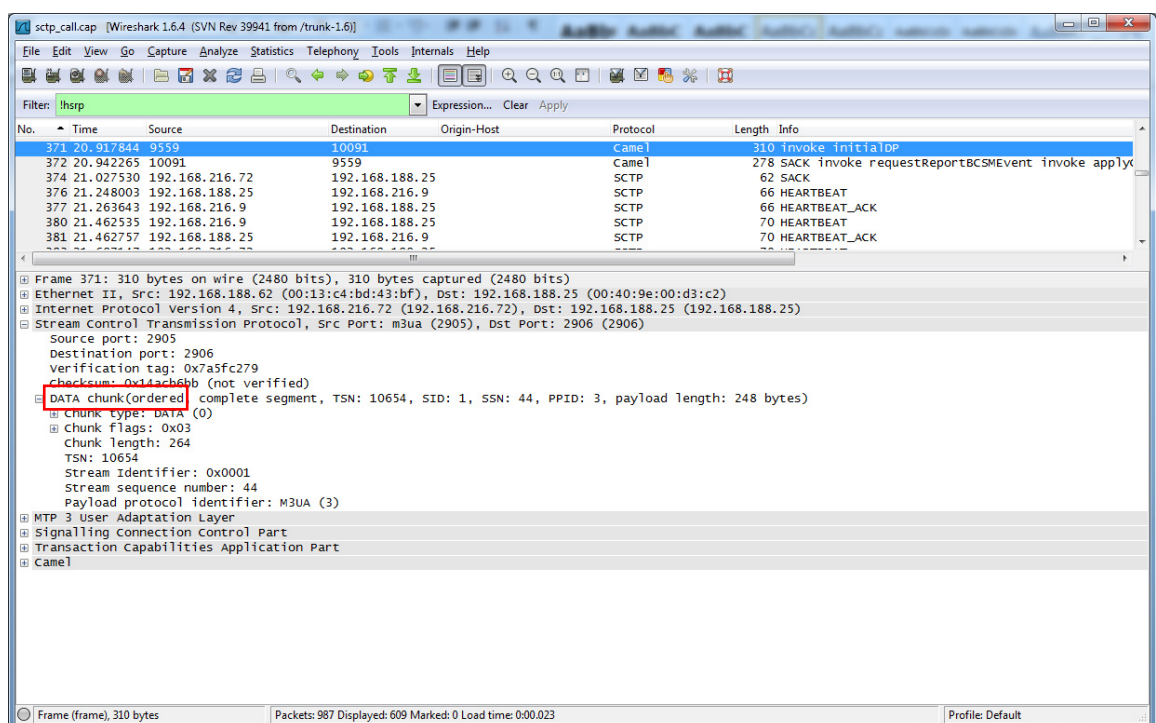 sctp_call.cap [Wireshark 1.6.4 (SVN Rev 39941 from /trunk-1.6)]
File Edit View Go Capture Analyze Statistics Telephony Tools Internals Help
Filter: !hsrp Expression... Clear Apply
No. Time Source Destination Origin-Host Protocol Length Info
371 20.917844 9559 10091 Camel 310 invoke initialDP
372 20.942265 10091 9559 Camel 278 SACK invoke requestReportBCSMEvent invoke apply
374 21.027530 192.168.216.72 192.168.188.25 SCTP 62 SACK
376 21.248003 192.168.188.25 192.168.216.9 SCTP 66 HEARTBEAT
377 21.263643 192.168.216.9 192.168.188.25 SCTP 66 HEARTBEAT_ACK
380 21.462535 192.168.216.9 192.168.188.25 SCTP 70 HEARTBEAT
381 21.462757 192.168.188.25 192.168.216.9 SCTP 70 HEARTBEAT_ACK
Frame 371: 310 bytes on wire (2480 bits), 310 bytes captured (2480 bits)
Ethernet II, Src: 192.168.188.62 (00:13:c4:bd:43:bf), Dst: 192.168.188.25 (00:40:9e:00:d3:c2)
Internet Protocol Version 4, Src: 192.168.216.72 (192.168.216.72), Dst: 192.168.188.25 (192.168.188.25)
Stream Control Transmission Protocol, Src Port: m3ua (2905), Dst Port: 2906 (2906)
Source port: 2905
Destination port: 2906
Verification tag: 0x7a5fc279
Checksum: 0x14acb6bb (not verified)
DATA chunk(ordered, complete segment, TSN: 10654, SID: 1, SSN: 44, PPID: 3, payload length: 248 bytes)
Chunk type: DATA (0)
Chunk flags: 0x03
Chunk length: 264
TSN: 10654
Stream Identifier: 0x0001
Stream sequence number: 44
Payload protocol identifier: M3UA (3)
MTP 3 User Adaptation Layer
Signalling Connection Control Part
Transaction Capabilities Application Part
Camel
Frame (frame), 310 bytes Packets: 987 Displayed: 609 Marked: 0 Load time: 0:00.023 Profile: Default